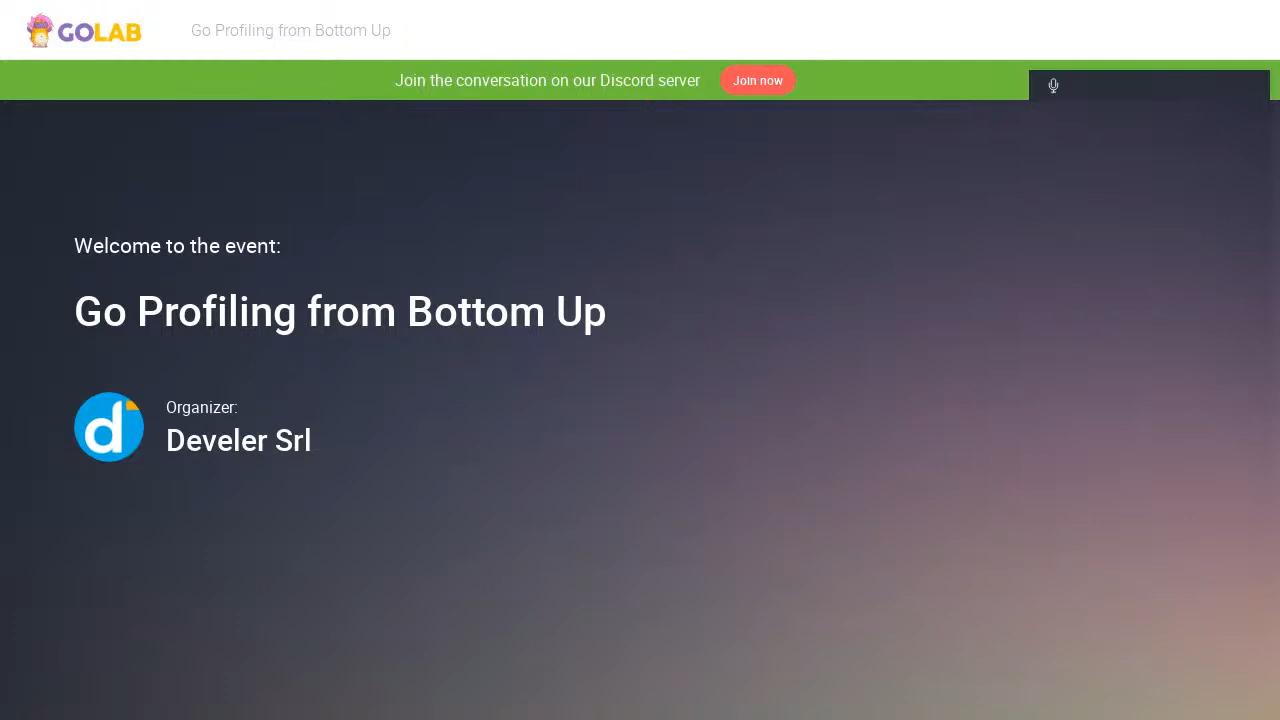 GOLAB
Go Profiling from Bottom Up
Join the conversation on our Discord server
Join now
Welcome to the event:
Go Profiling from Bottom Up
Organizer:
Develer Srl